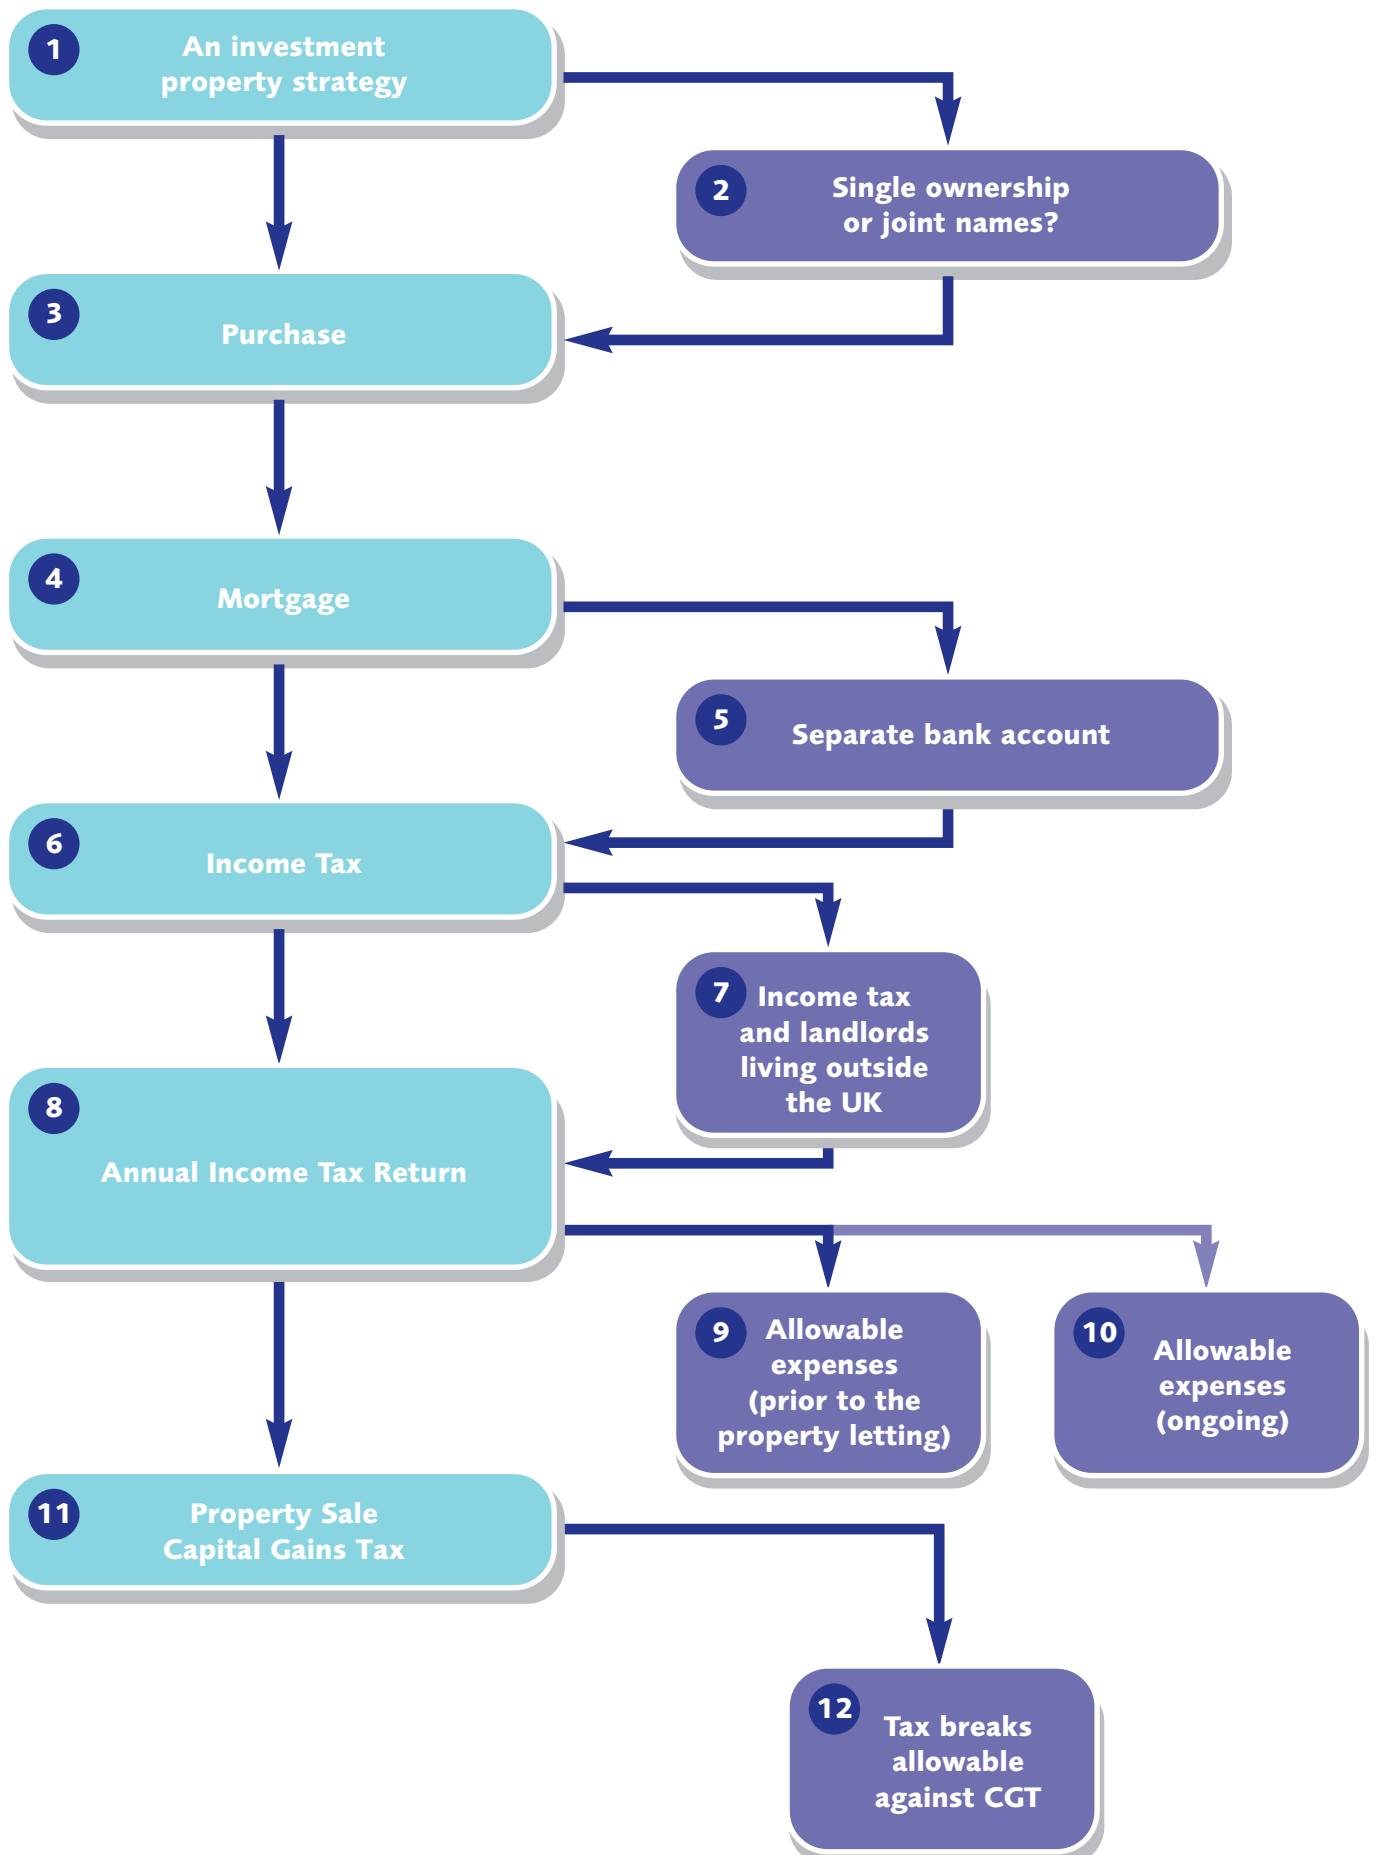 1
An investment
property strategy
2
Single ownership
or joint names?
3
Purchase
4
Mortgage
5
Separate bank account
6
Income Tax
7
Income tax
and landlords
living outside
the UK
8
Annual Income Tax Return
9
Allowable
expenses
(prior to the
property letting)
10
Allowable
expenses
(ongoing)
11
Property Sale
Capital Gains Tax
12
Tax breaks
allowable
against CGT